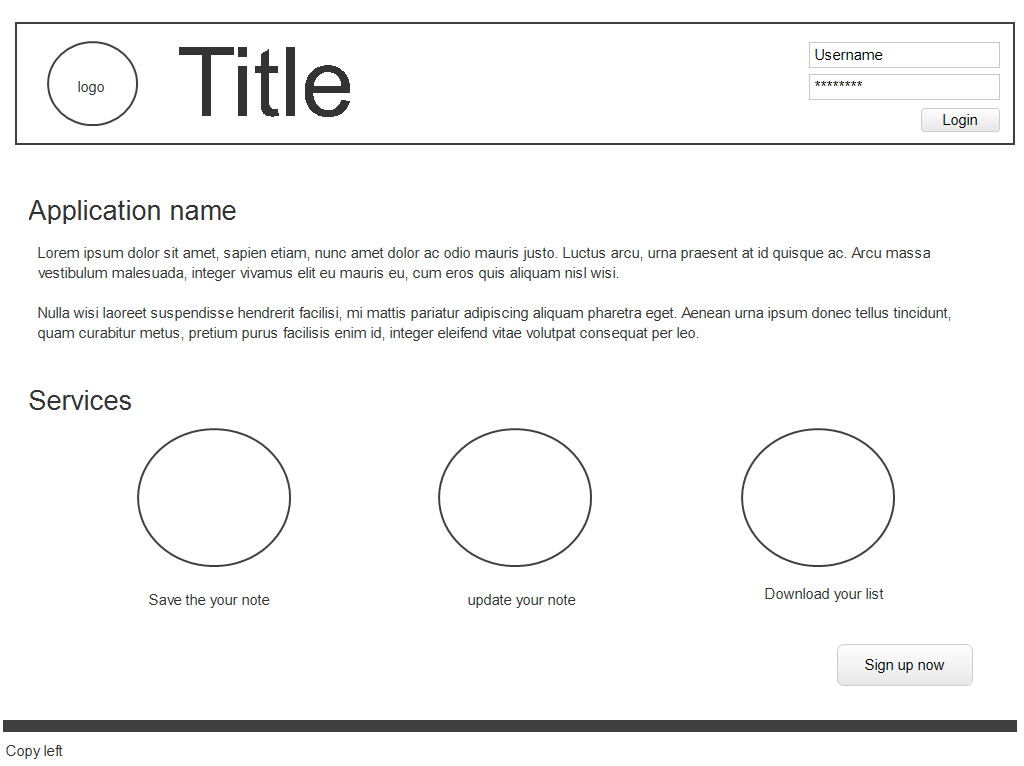 logo
Title
Username
********
Login
Application name
Lorem ipsum dolor sit amet, sapien etiam, nunc amet dolor ac odio mauris justo. Luctus arcu, urna praesent at id quisque ac. Arcu massa
vestibulum malesuada, integer vivamus elit eu mauris eu, cum eros quis aliquam nisl wisi.
Nulla wisi laoreet suspendisse hendrerit facilisi, mi mattis pariatur adipiscing aliquam pharetra eget. Aenean urna ipsum donec tellus tincidunt,
quam curabitur metus, pretium purus facilisis enim id, integer eleifend vitae volutpat consequat per leo.
Services
Save the your note
update your note
Download your list
Sign up now
Copy left